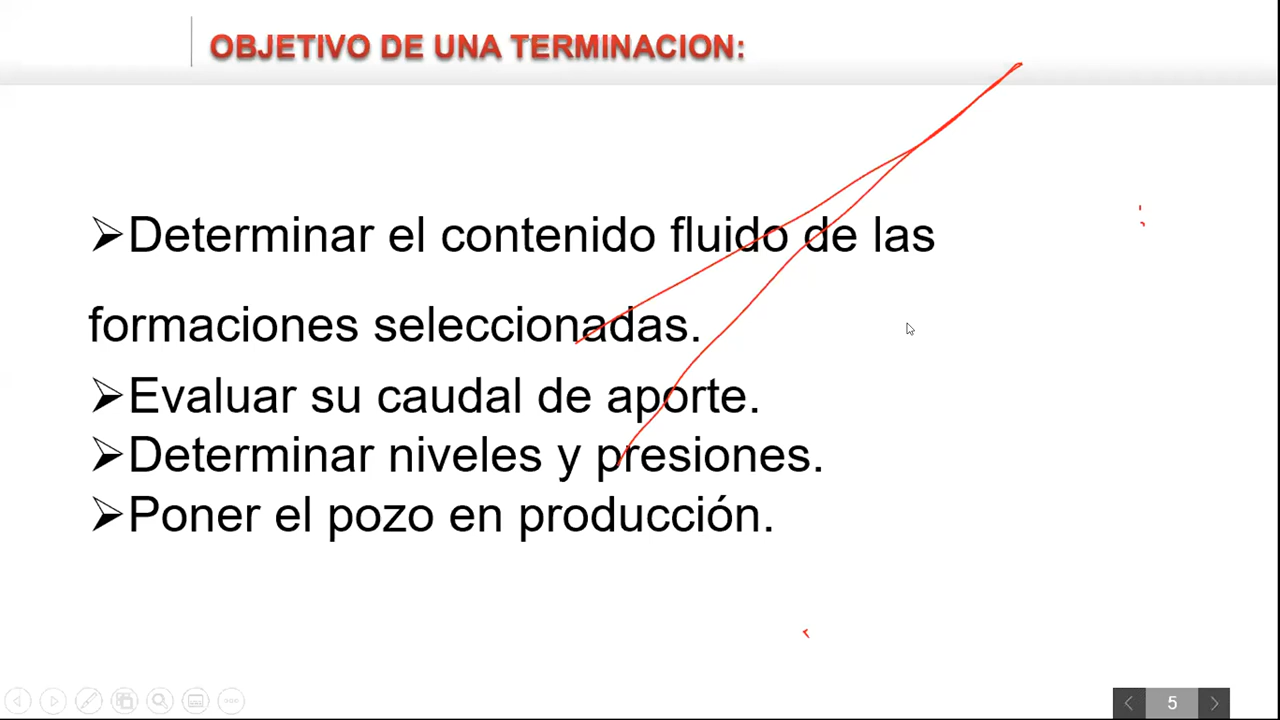 OBJETIVO DE UNA TERMINACION:
➢Determinar el contenido fluido de las
formaciones seleccionadas.
➢Evaluar su caudal de aporte.
➢Determinar niveles y presiones.
➢Poner el pozo en producción.
5